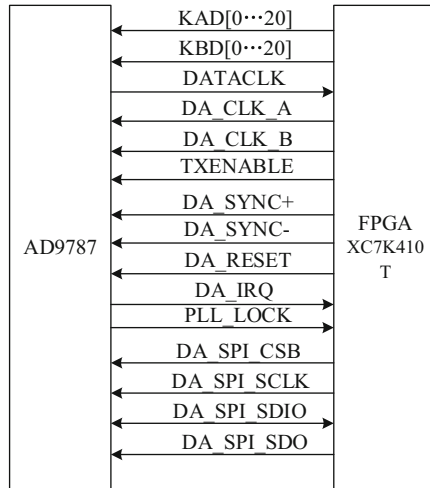 KAD[0···20]
KBD[0···20]
DATACLK
DA_CLK_A
DA_CLK_B
TXENABLE
DA_SYNC+
DA_SYNC-
DA_RESET
DA_IRQ
PLL_LOCK
DA_SPI_CSB
DA_SPI_SCLK
DA_SPI_SDIO
DA_SPI_SDO
AD9787
FPGA
XC7K410
T